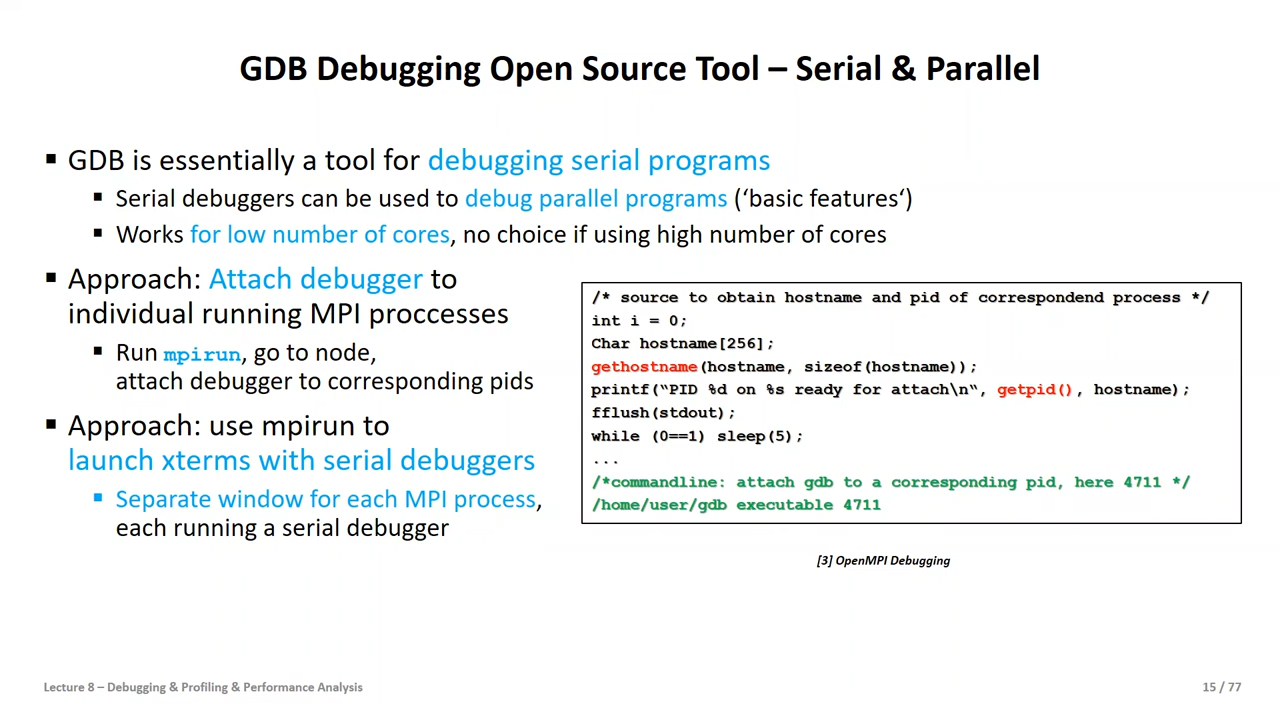 GDB Debugging Open Source Tool – Serial & Parallel
▪ GDB is essentially a tool for debugging serial programs
▪ Serial debuggers can be used to debug parallel programs (‘basic features‘)
▪ Works for low number of cores, no choice if using high number of cores
▪ Approach: Attach debugger to
individual running MPI proccesses
▪ Run mpirun, go to node,
attach debugger to corresponding pids
▪ Approach: use mpirun to
launch xterms with serial debuggers
▪ Separate window for each MPI process,
each running a serial debugger
/* source to obtain hostname and pid of correspondend process */
int i = 0;
Char hostname[256];
gethostname(hostname, sizeof(hostname));
printf(“PID %d on %s ready for attach\n“, getpid(), hostname);
fflush(stdout);
while (0==1) sleep(5);
...
/*commandline: attach gdb to a corresponding pid, here 4711 */
/home/user/gdb executable 4711
[3] OpenMPI Debugging
Lecture 8 – Debugging & Profiling & Performance Analysis
15 / 77